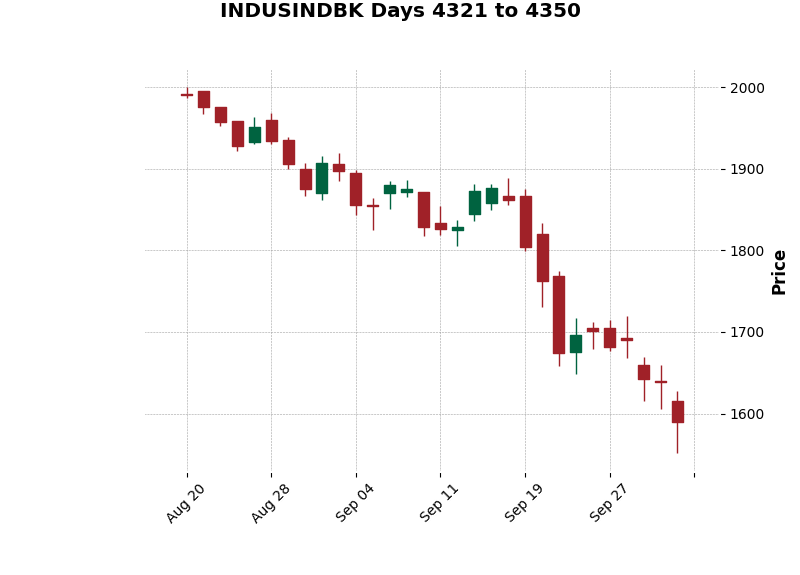 INDUSINDBK Days 4321 to 4350
2000
1900
1800
1700
1600
Price
Aug 20
Aug 28
Sep 04
Sep 11
Sep 19
Sep 27